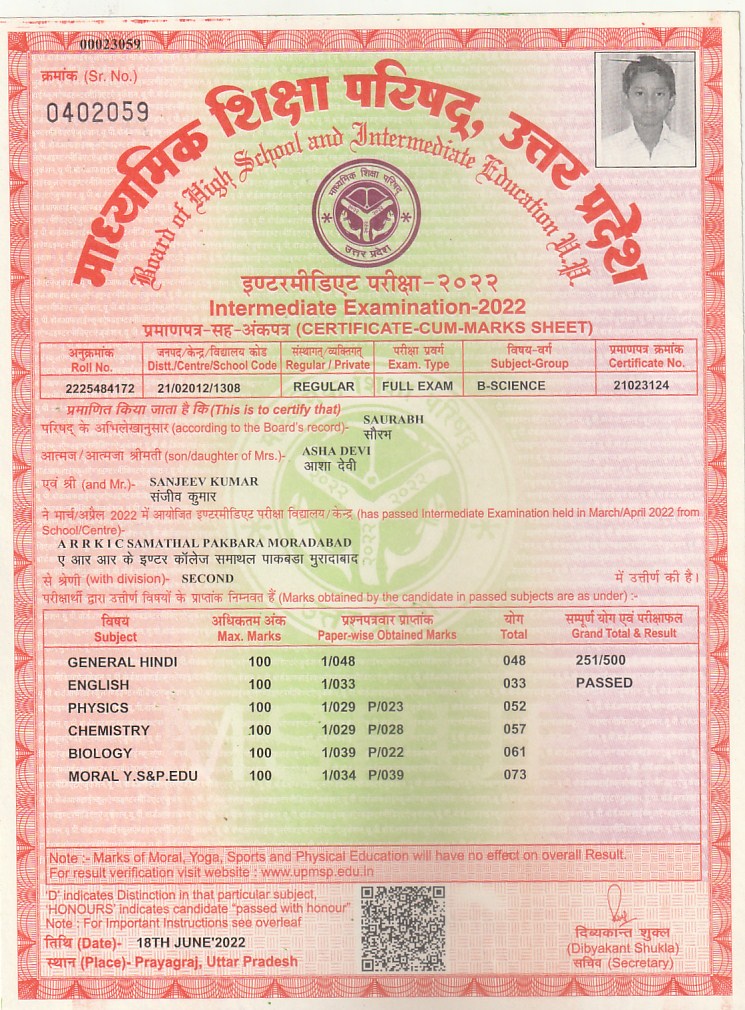 00023059
क्रमांक (Sr. No.)
0402059
माध्यमिक शिक्षा परिषद्, उत्तर प्रदेश
Board of High School and Intermediate Education U.P.
माध्यमिक शिक्षा परिषद्
उत्तर प्रदेश
इण्टरमीडिएट परीक्षा-२०२२
Intermediate Examination-2022
प्रमाणपत्र-सह-अंकपत्र (CERTIFICATE-CUM-MARKS SHEET)
अनुक्रमांक जनपद/केन्द्र/विद्यालय कोड संस्थागत/व्यक्तिगत परीक्षा प्रवर्ग विषय-वर्ग प्रमाणपत्र क्रमांक
Roll No. Distt./Centre/School Code Regular / Private Exam. Type Subject-Group Certificate No.
2225484172 21/02012/1308 REGULAR FULL EXAM B-SCIENCE 21023124
प्रमाणित किया जाता है कि (This is to certify that)
परिषद् के अभिलेखानुसार (according to the Board's record)- SAURABH
सौरभ
आत्मज/आत्मजा श्रीमती (son/daughter of Mrs.)- ASHA DEVI
आशा देवी
एवं श्री (and Mr.)- SANJEEV KUMAR
संजीव कुमार
ने मार्च/अप्रैल 2022 में आयोजित इण्टरमीडिएट परीक्षा विद्यालय/केन्द्र (has passed Intermediate Examination held in March/April 2022 from
School/Centre)-
A R R K I C SAMATHAL PAKBARA MORADABAD
ए आर आर के इण्टर कॉलेज समाथल पाकबडा मुरादाबाद
से श्रेणी (with division)- SECOND में उत्तीर्ण की है।
परीक्षार्थी द्वारा उत्तीर्ण विषयों के प्राप्तांक निम्नवत हैं (Marks obtained by the candidate in passed subjects are as under) :-
विषय अधिकतम अंक प्रश्नपत्रवार प्राप्तांक योग सम्पूर्ण योग एवं परीक्षाफल
Subject Max. Marks Paper-wise Obtained Marks Total Grand Total & Result
GENERAL HINDI 100 1/048 048 251/500
ENGLISH 100 1/033 033 PASSED
PHYSICS 100 1/029 P/023 052
CHEMISTRY 100 1/029 P/028 057
BIOLOGY 100 1/039 P/022 061
MORAL Y.S&P.EDU 100 1/034 P/039 073
Note :- Marks of Moral, Yoga, Sports and Physical Education will have no effect on overall Result.
For result verification visit website : www.upmsp.edu.in
'D' indicates Distinction in that particular subject,
'HONOURS' indicates candidate "passed with honour"
Note : For Important Instructions see overleaf
तिथि (Date)- 18TH JUNE'2022
स्थान (Place)- Prayagraj, Uttar Pradesh
दिब्यकान्त शुक्ल
(Dibyakant Shukla)
सचिव (Secretary)